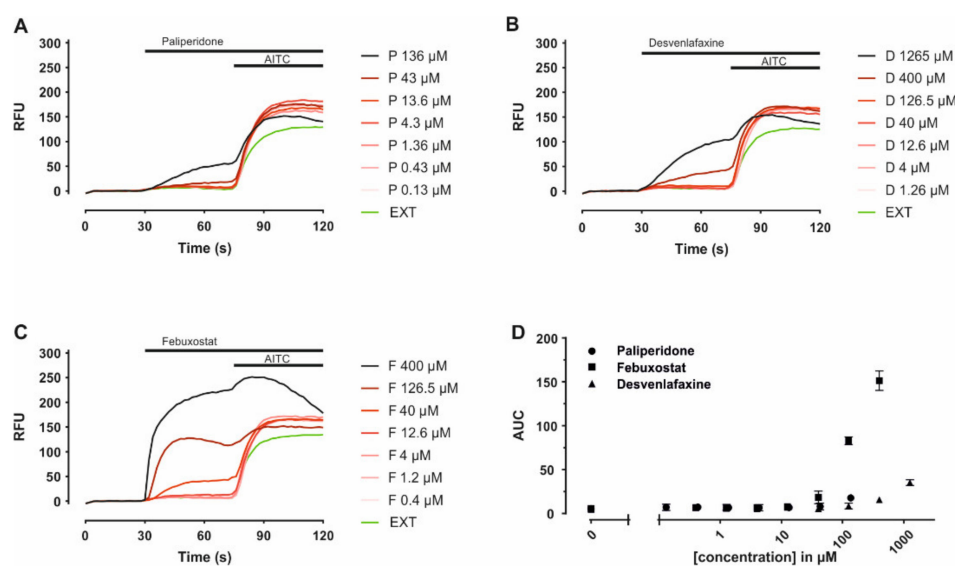 A
Paliperidone
AITC
300
250
200
150
100
50
0
RFU
0 30 60 90 120
Time (s)
P 136 µM
P 43 µM
P 13.6 µM
P 4.3 µM
P 1.36 µM
P 0.43 µM
P 0.13 µM
EXT
B
Desvenlafaxine
AITC
300
250
200
150
100
50
0
RFU
0 30 60 90 120
Time (s)
D 1265 µM
D 400 µM
D 126.5 µM
D 40 µM
D 12.6 µM
D 4 µM
D 1.26 µM
EXT
C
Febuxostat
AITC
300
250
200
150
100
50
0
RFU
0 30 60 90 120
Time (s)
F 400 µM
F 126.5 µM
F 40 µM
F 12.6 µM
F 4 µM
F 1.2 µM
F 0.4 µM
EXT
D
Paliperidone
Febuxostat
Desvenlafaxine
200
150
100
50
0
AUC
0 1 10 100 1000
[concentration] in µM